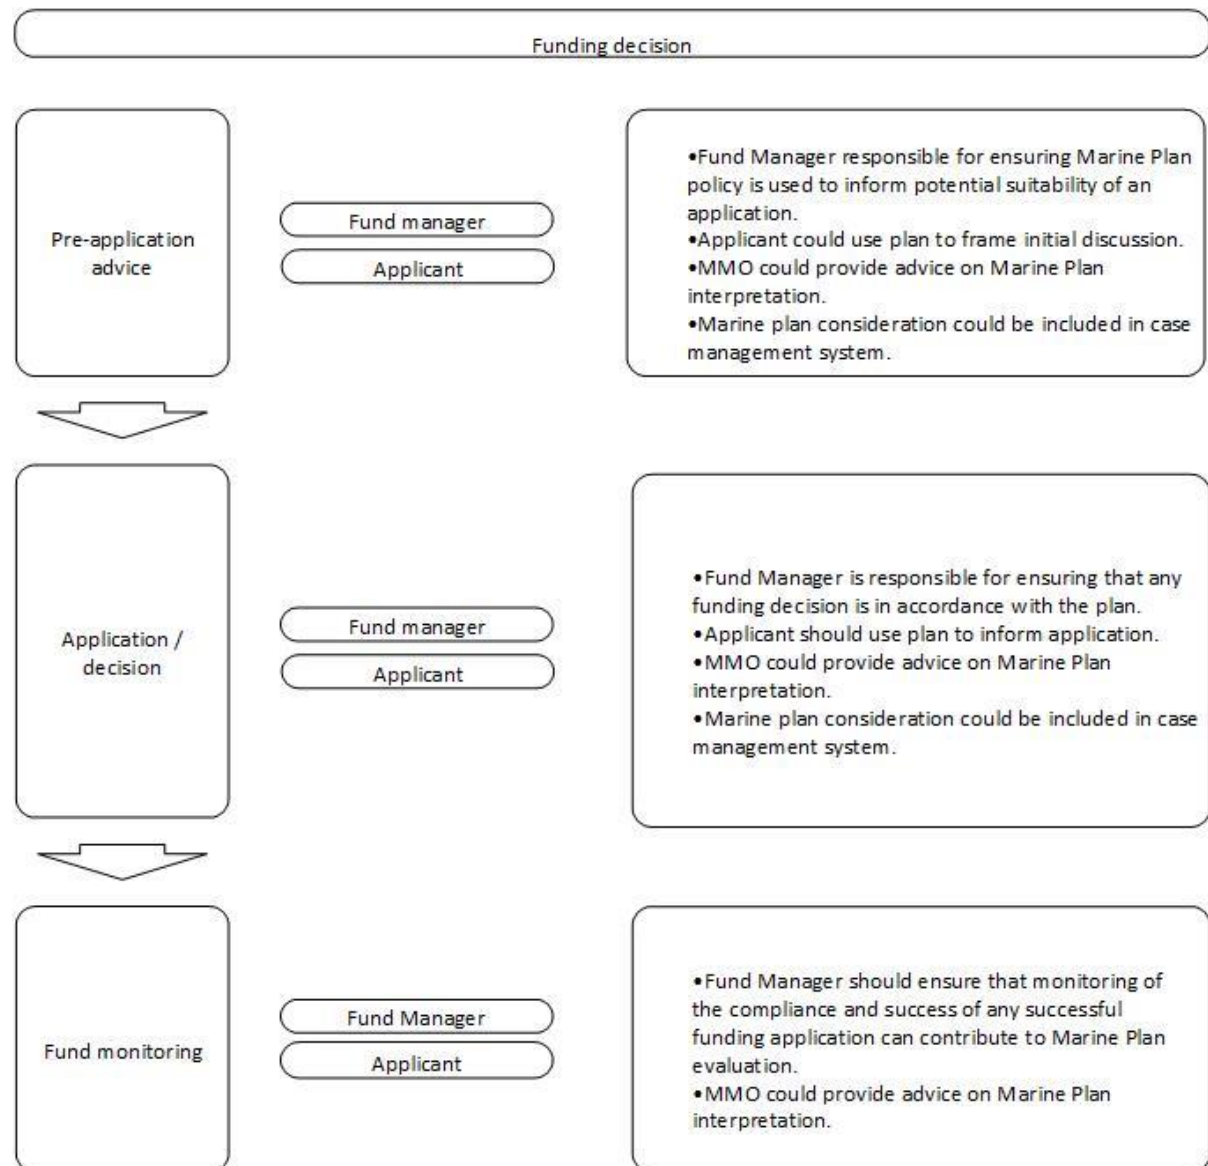 Funding decision
Pre-application
advice
Fund manager
Applicant
•Fund Manager responsible for ensuring Marine Plan
policy is used to inform potential suitability of an
application.
•Applicant could use plan to frame initial discussion.
•MMO could provide advice on Marine Plan
interpretation.
•Marine plan consideration could be included in case
management system.
Application /
decision
Fund manager
Applicant
•Fund Manager is responsible for ensuring that any
funding decision is in accordance with the plan.
•Applicant should use plan to inform application.
•MMO could provide advice on Marine Plan
interpretation.
•Marine plan consideration could be included in case
management system.
Fund monitoring
Fund Manager
Applicant
•Fund Manager should ensure that monitoring of
the compliance and success of any successful
funding application can contribute to Marine Plan
evaluation.
•MMO could provide advice on Marine Plan
interpretation.